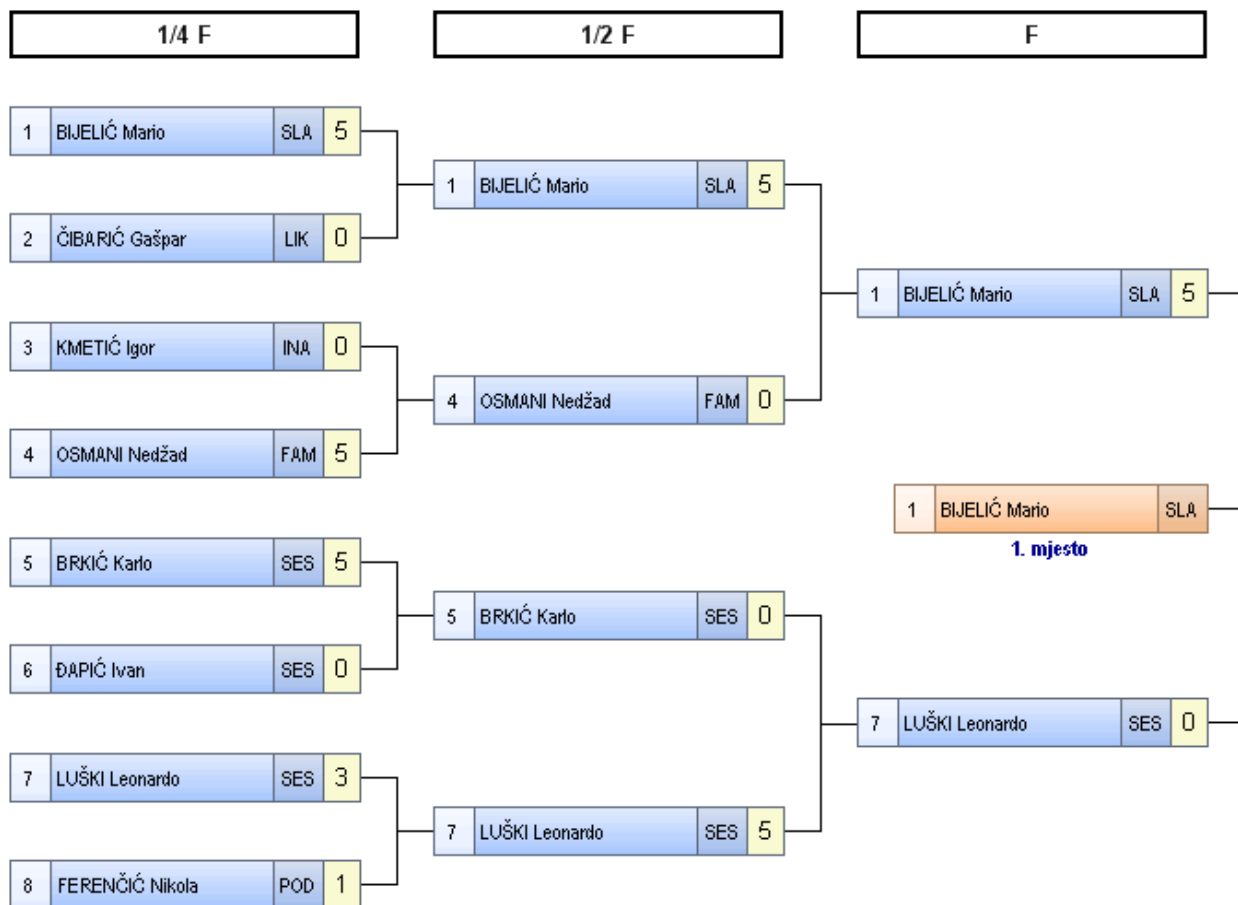 1/4 F 1/2 F F
1 BIJELIĆ Mario SLA 5
2 ČIBARIĆ Gašpar LIK 0
3 KMETIĆ Igor INA 0
4 OSMANI Nedžad FAM 5
5 BRKIĆ Karlo SES 5
6 ĐAPIĆ Ivan SES 0
7 LUŠKI Leonardo SES 3
8 FERENČIĆ Nikola POD 1
1 BIJELIĆ Mario SLA 5
4 OSMANI Nedžad FAM 0
5 BRKIĆ Karlo SES 0
7 LUŠKI Leonardo SES 5
1 BIJELIĆ Mario SLA 5
1 BIJELIĆ Mario SLA
1. mjesto
7 LUŠKI Leonardo SES 0